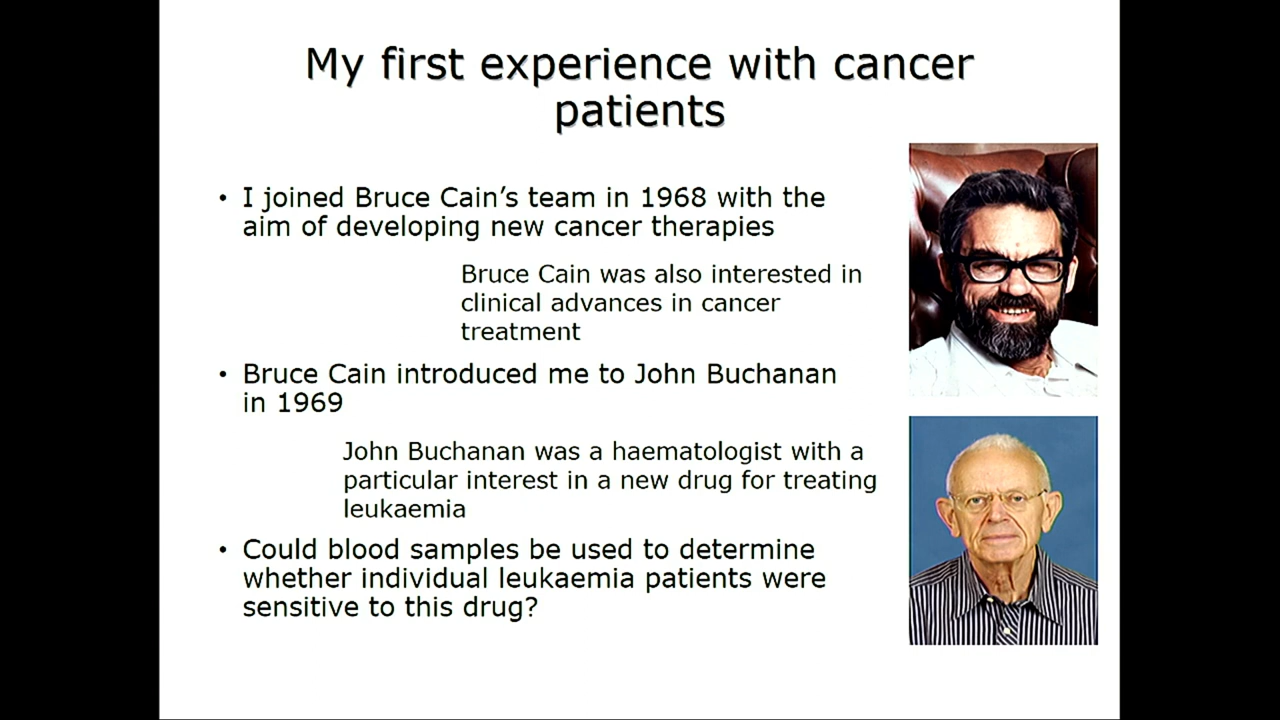 My first experience with cancer
patients
• I joined Bruce Cain’s team in 1968 with the
aim of developing new cancer therapies
Bruce Cain was also interested in
clinical advances in cancer
treatment
• Bruce Cain introduced me to John Buchanan
in 1969
John Buchanan was a haematologist with a
particular interest in a new drug for treating
leukaemia
• Could blood samples be used to determine
whether individual leukaemia patients were
sensitive to this drug?